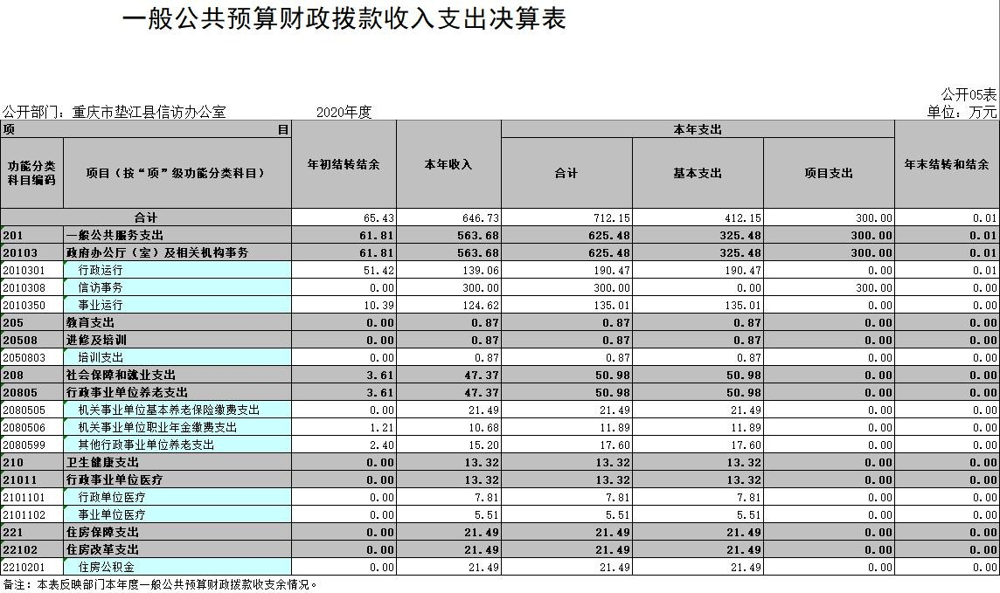 一般公共预算财政拨款收入支出决算表
公开05表
公开部门：重庆市垫江县信访办公室 2020年度 单位：万元
项 目 年初结转结余 本年收入 本年支出 年末结转和结余
功能分类科目编码 项目（按“项”级功能分类科目） 合计 基本支出 项目支出
合计 65.43 646.73 712.15 412.15 300.00 0.01
201 一般公共服务支出 61.81 563.68 625.48 325.48 300.00 0.01
20103 政府办公厅（室）及相关机构事务 61.81 563.68 625.48 325.48 300.00 0.01
2010301 行政运行 51.42 139.06 190.47 190.47 0.00 0.01
2010308 信访事务 0.00 300.00 300.00 0.00 300.00 0.00
2010350 事业运行 10.39 124.62 135.01 135.01 0.00 0.00
205 教育支出 0.00 0.87 0.87 0.87 0.00 0.00
20508 进修及培训 0.00 0.87 0.87 0.87 0.00 0.00
2050803 培训支出 0.00 0.87 0.87 0.87 0.00 0.00
208 社会保障和就业支出 3.61 47.37 50.98 50.98 0.00 0.00
20805 行政事业单位养老支出 3.61 47.37 50.98 50.98 0.00 0.00
2080505 机关事业单位基本养老保险缴费支出 0.00 21.49 21.49 21.49 0.00 0.00
2080506 机关事业单位职业年金缴费支出 1.21 10.68 11.89 11.89 0.00 0.00
2080599 其他行政事业单位养老支出 2.40 15.20 17.60 17.60 0.00 0.00
210 卫生健康支出 0.00 13.32 13.32 13.32 0.00 0.00
21011 行政事业单位医疗 0.00 13.32 13.32 13.32 0.00 0.00
2101101 行政单位医疗 0.00 7.81 7.81 7.81 0.00 0.00
2101102 事业单位医疗 0.00 5.51 5.51 5.51 0.00 0.00
221 住房保障支出 0.00 21.49 21.49 21.49 0.00 0.00
22102 住房改革支出 0.00 21.49 21.49 21.49 0.00 0.00
2210201 住房公积金 0.00 21.49 21.49 21.49 0.00 0.00
备注：本表反映部门本年度一般公共预算财政拨款收支余情况。